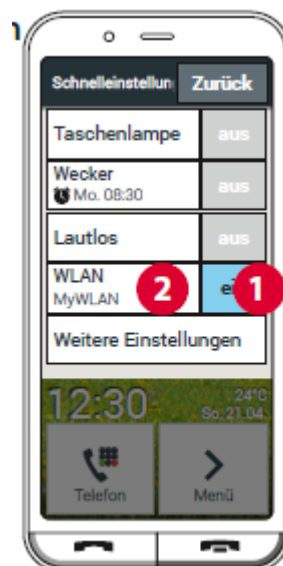 Schnelleinstellun Zurück
Taschenlampe aus
Wecker aus
Mo. 08:30
Lautlos aus
WLAN 2 1
MyWLAN
Weitere Einstellungen
12:30 24°C
So. 21.04.
Telefon Menü